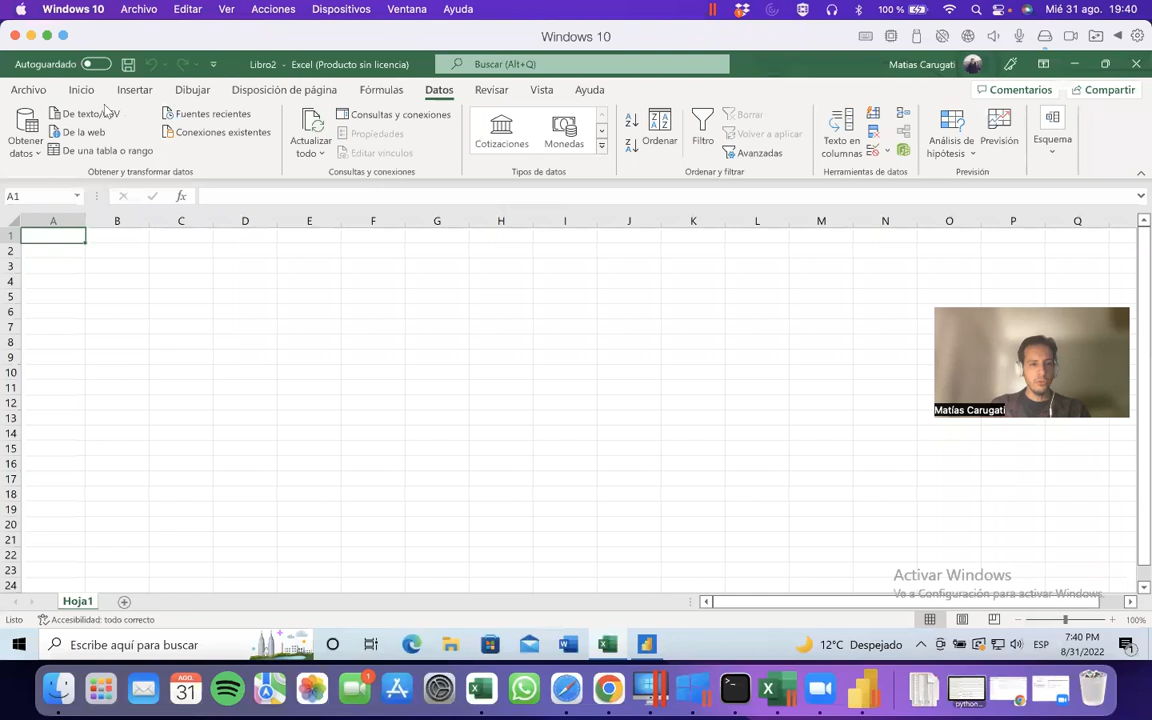 Windows 10 Archivo Editar Ver Acciones Dispositivos Ventana Ayuda 100 % Mié 31 ago. 19:40
Windows 10
Autoguardado Libro2 - Excel (Producto sin licencia) Buscar (Alt+Q) Matias Carugati
Archivo Inicio Insertar Dibujar Disposición de página Fórmulas Datos Revisar Vista Ayuda Comentarios Compartir
Obtener datos
De texto/CSV
De la web
De una tabla o rango
Fuentes recientes
Conexiones existentes
Obtener y transformar datos
Actualizar todo
Consultas y conexiones
Propiedades
Editar vínculos
Consultas y conexiones
Cotizaciones Monedas
Tipos de datos
Ordenar
Filtro
Borrar
Volver a aplicar
Avanzadas
Ordenar y filtrar
Texto en columnas
Herramientas de datos
Análisis de hipótesis
Previsión
Previsión
Esquema
A1 fx
A B C D E F G H I J K L M N O P Q
1
2
3
4
5
6
7
8
9
10
11
12
13
14
15
16
17
18
19
20
21
22
23
24
Matías Carugati
Activar Windows
Ve a Configuración para activar Windows.
Hoja1
Listo Accesibilidad: todo correcto 100%
Escribe aquí para buscar 12°C Despejado ESP 7:40 PM
8/31/2022
AGO.
31
1
python